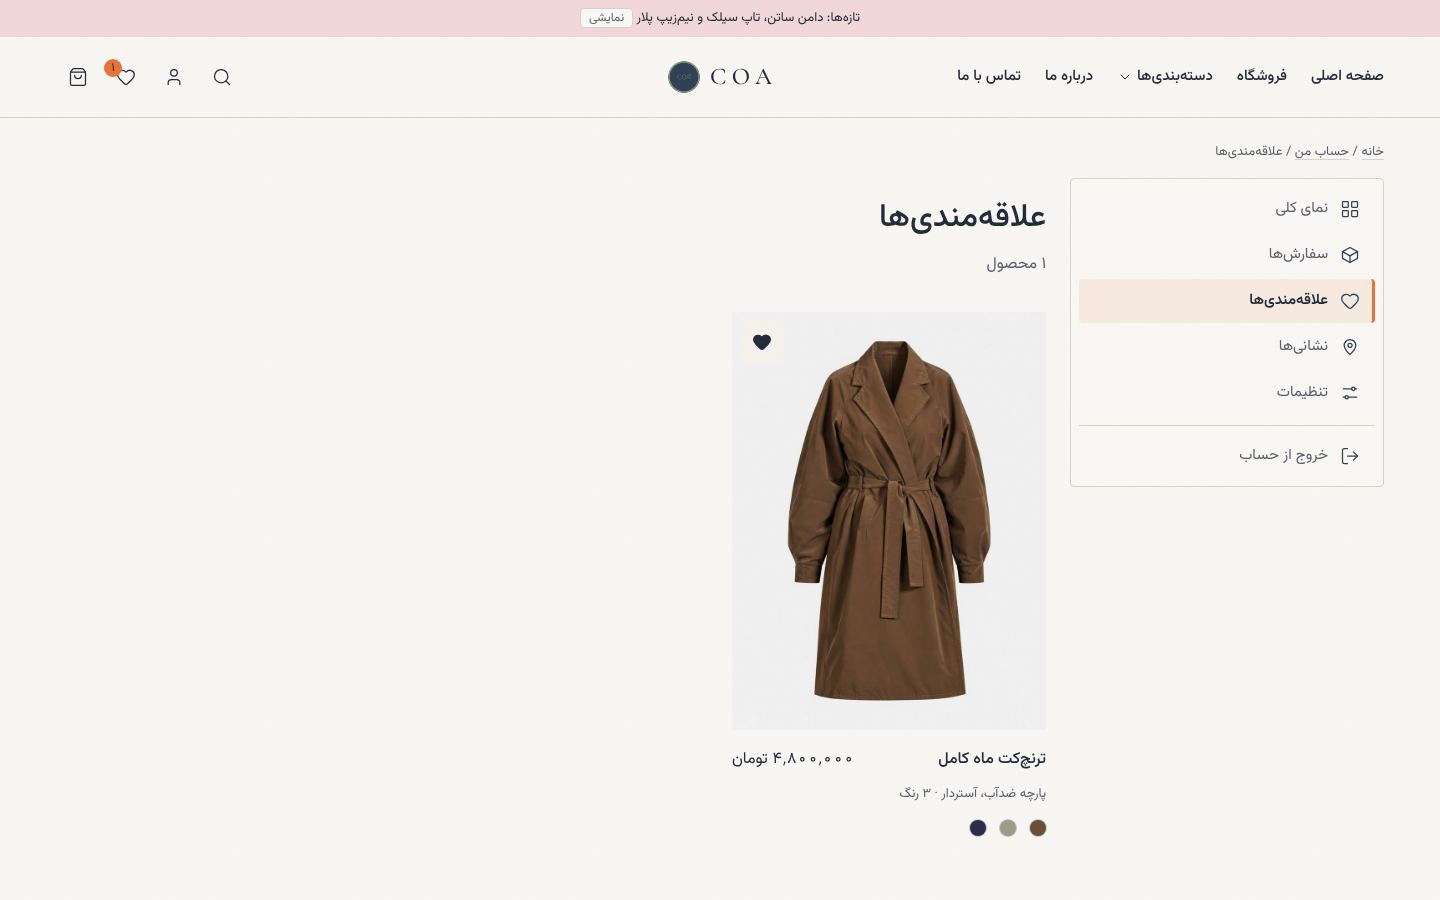 تازه‌ها: دامن ساتن، تاپ سیلک و نیم‌زیپ پلار نمایشی
صفحه اصلی
فروشگاه
دسته‌بندی‌ها
درباره ما
تماس با ما
COA
۱
خانه / حساب من / علاقه‌مندی‌ها
نمای کلی
سفارش‌ها
علاقه‌مندی‌ها
نشانی‌ها
تنظیمات
خروج از حساب
علاقه‌مندی‌ها
۱ محصول
ترنچ‌کت ماه کامل
۴,۸۰۰,۰۰۰ تومان
پارچه ضدآب، آستردار · ۳ رنگ